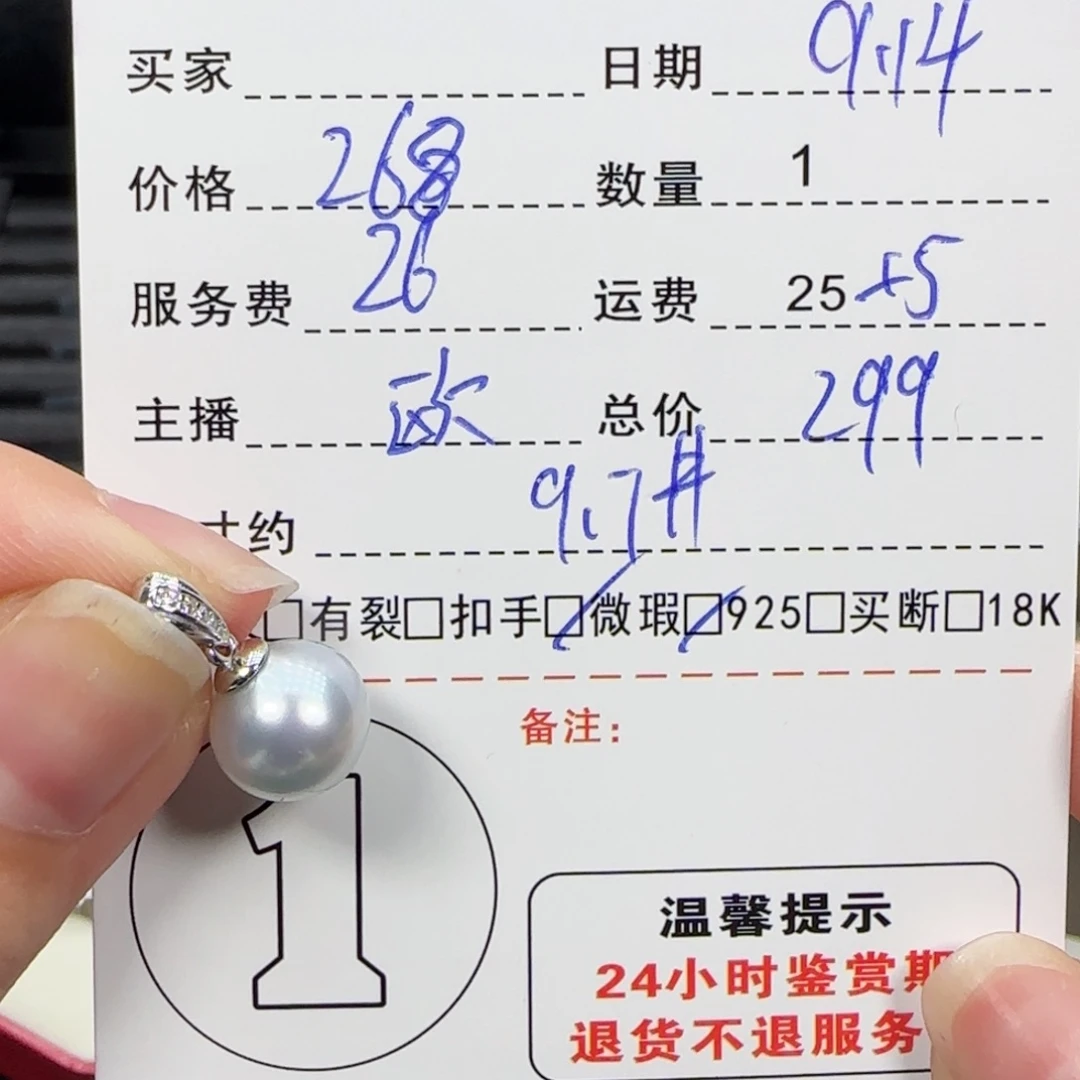 买家 日期 9.14
价格 268 数量 1
服务费 26 运费 25+5
主播 欧 总价 299
寸约 9.7#
□有裂□扣手☑微瑕☑925□买断□18K
备注：
1
温馨提示
24小时鉴赏期
退货不退服务